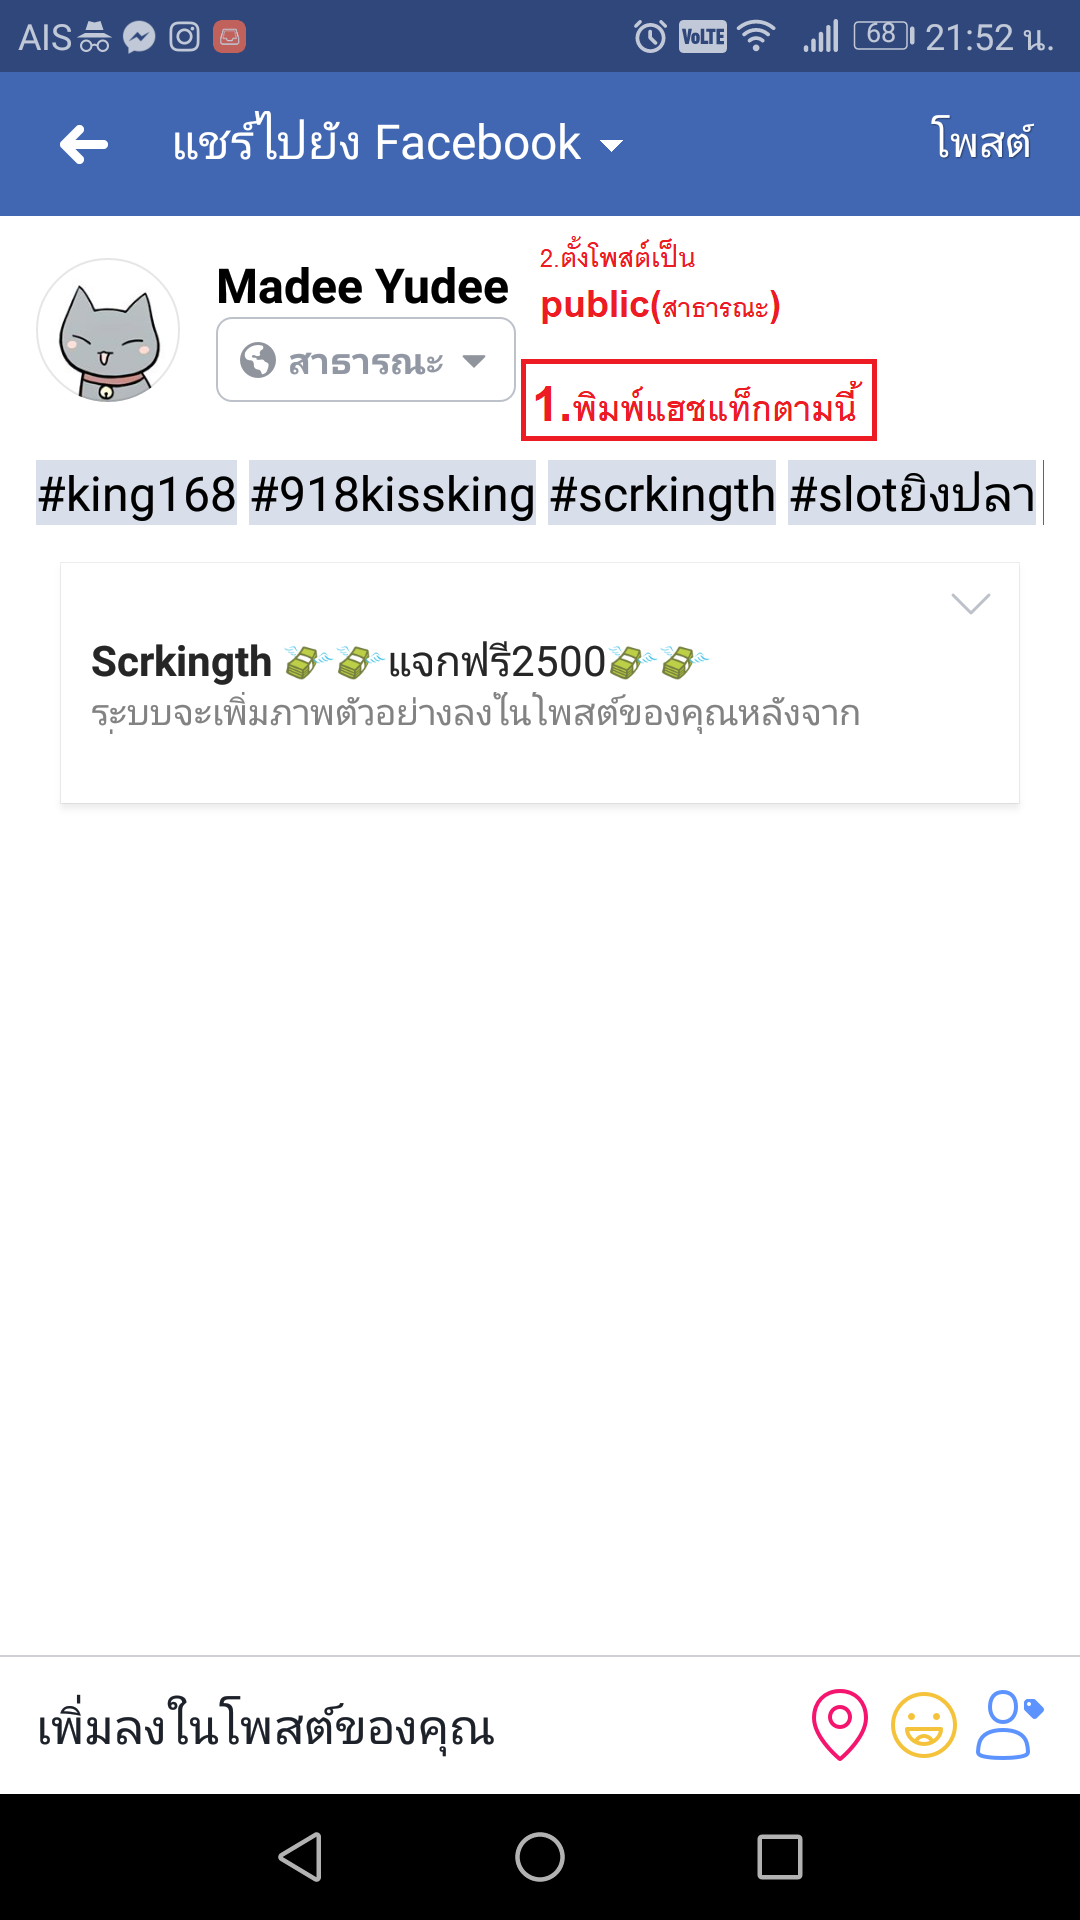 AIS VoLTE 68 21:52 น.
แชร์ไปยัง Facebook โพสต์
2.ตั้งโพสต์เป็น
Madee Yudee
public(สาธารณะ)
สาธารณะ
1.พิมพ์แฮชแท็กตามนี้
#king168 #918kissking #scrkingth #slotยิงปลา
Scrkingth 💸💸แจกฟรี2500💸💸
ระบบจะเพิ่มภาพตัวอย่างลงในโพสต์ของคุณหลังจาก
เพิ่มลงในโพสต์ของคุณ